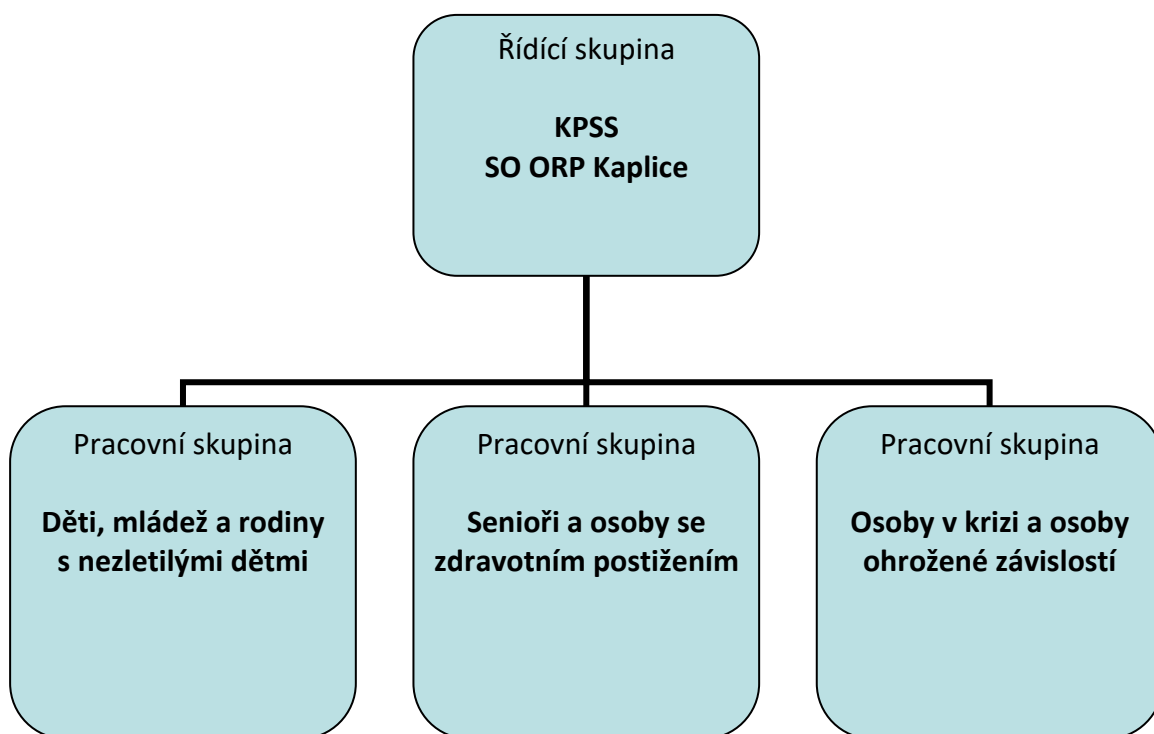 Řídící skupina
KPSS
SO ORP Kaplice
Pracovní skupina
Děti, mládež a rodiny
s nezletilými dětmi
Pracovní skupina
Senioři a osoby se
zdravotním postižením
Pracovní skupina
Osoby v krizi a osoby
ohrožené závislostí